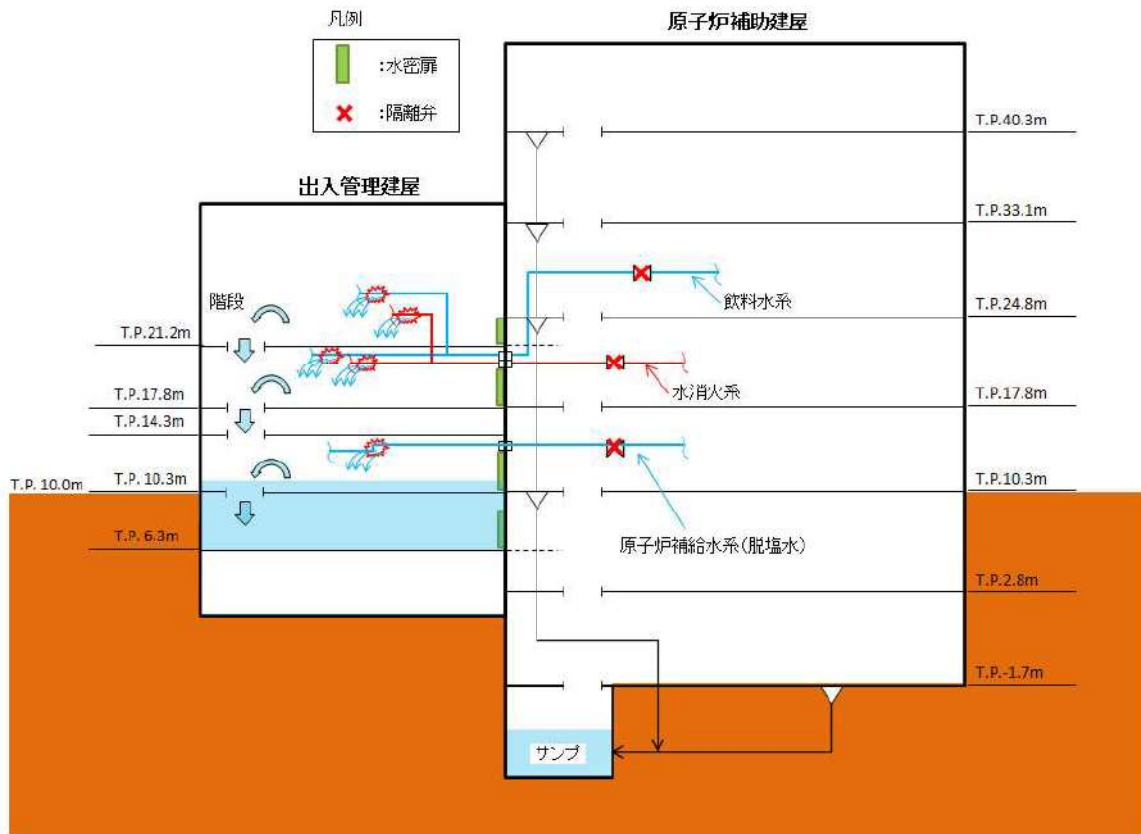 凡例
:水密扉
:隔離弁
原子炉補助建屋
出入管理建屋
T.P.40.3m
T.P.33.1m
飲料水系
T.P.24.8m
階段
T.P.21.2m
水消火系
T.P.17.8m
T.P.17.8m
T.P.14.3m
T.P. 10.0m
T.P. 10.3m
T.P.10.3m
T.P. 6.3m
原子炉補給水系(脱塩水)
T.P.2.8m
T.P.-1.7m
サンプ